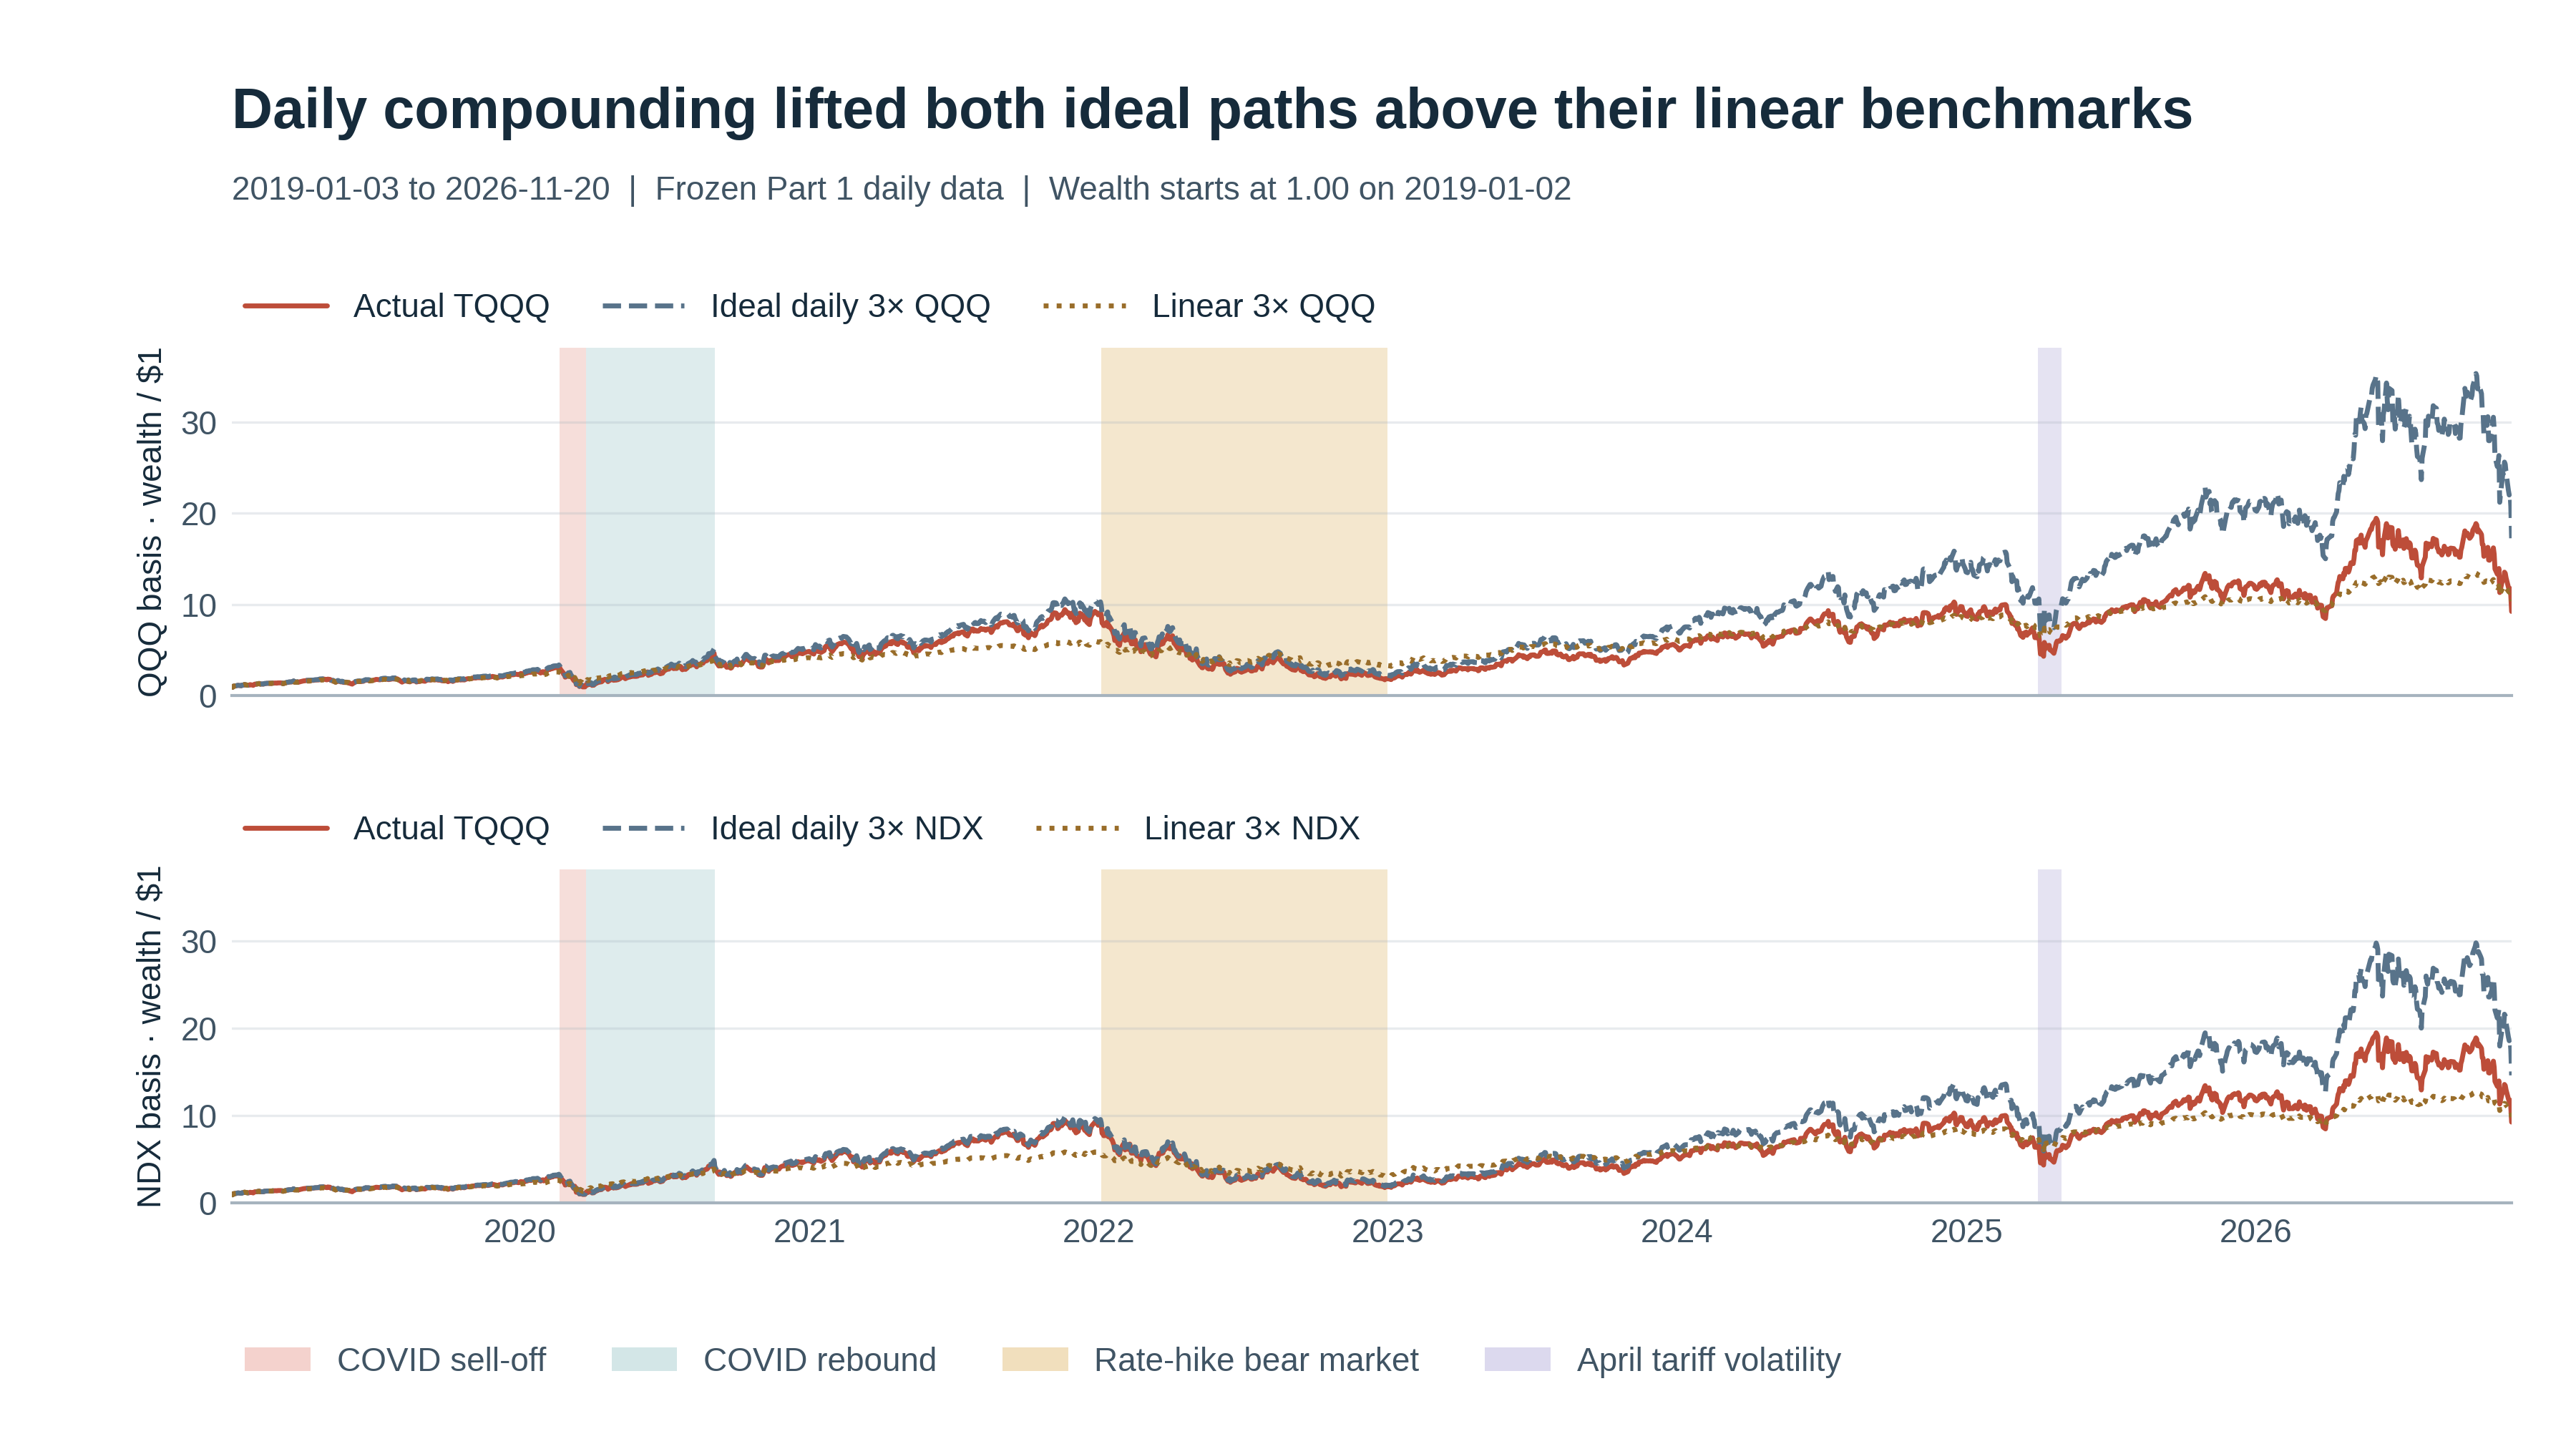 Daily compounding lifted both ideal paths above their linear benchmarks
2019-01-03 to 2026-11-20 | Frozen Part 1 daily data | Wealth starts at 1.00 on 2019-01-02
Actual TQQQ Ideal daily 3× QQQ Linear 3× QQQ
QQQ basis · wealth / $1
30
20
10
0
Actual TQQQ Ideal daily 3× NDX Linear 3× NDX
NDX basis · wealth / $1
30
20
10
0
2020 2021 2022 2023 2024 2025 2026
COVID sell-off COVID rebound Rate-hike bear market April tariff volatility